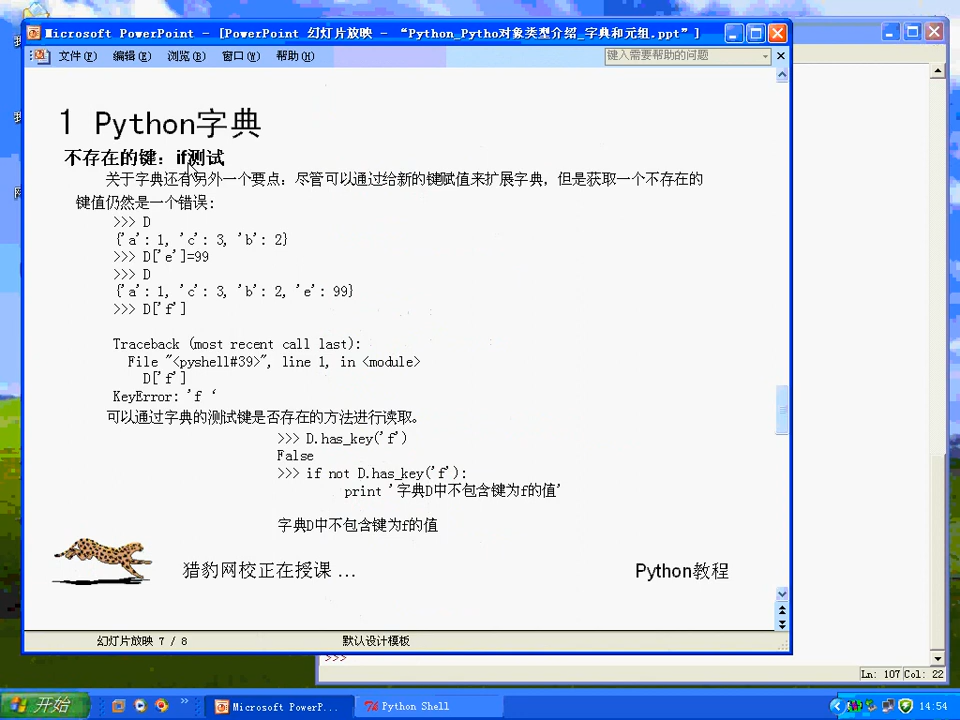 Microsoft PowerPoint - [PowerPoint 幻灯片放映 - “Python_Pytho对象类型介绍_字典和元组.ppt”]
文件(F) 编辑(E) 浏览(B) 窗口(W) 帮助(H) 键入需要帮助的问题
1 Python字典
不存在的键：if测试
关于字典还有另外一个要点：尽管可以通过给新的键赋值来扩展字典，但是获取一个不存在的
键值仍然是一个错误：
>>> D
{'a': 1, 'c': 3, 'b': 2}
>>> D['e']=99
>>> D
{'a': 1, 'c': 3, 'b': 2, 'e': 99}
>>> D['f']
Traceback (most recent call last):
File "<pyshell#39>", line 1, in <module>
D['f']
KeyError: 'f ‘
可以通过字典的测试键是否存在的方法进行读取。
>>> D.has_key('f')
False
>>> if not D.has_key('f'):
print '字典D中不包含键为f的值'
字典D中不包含键为f的值
猎豹网校正在授课 ...
Python教程
幻灯片放映 7 / 8 默认设计模板
>>>
Ln: 107 Col: 22
开始 Microsoft PowerP... Python Shell 14:54